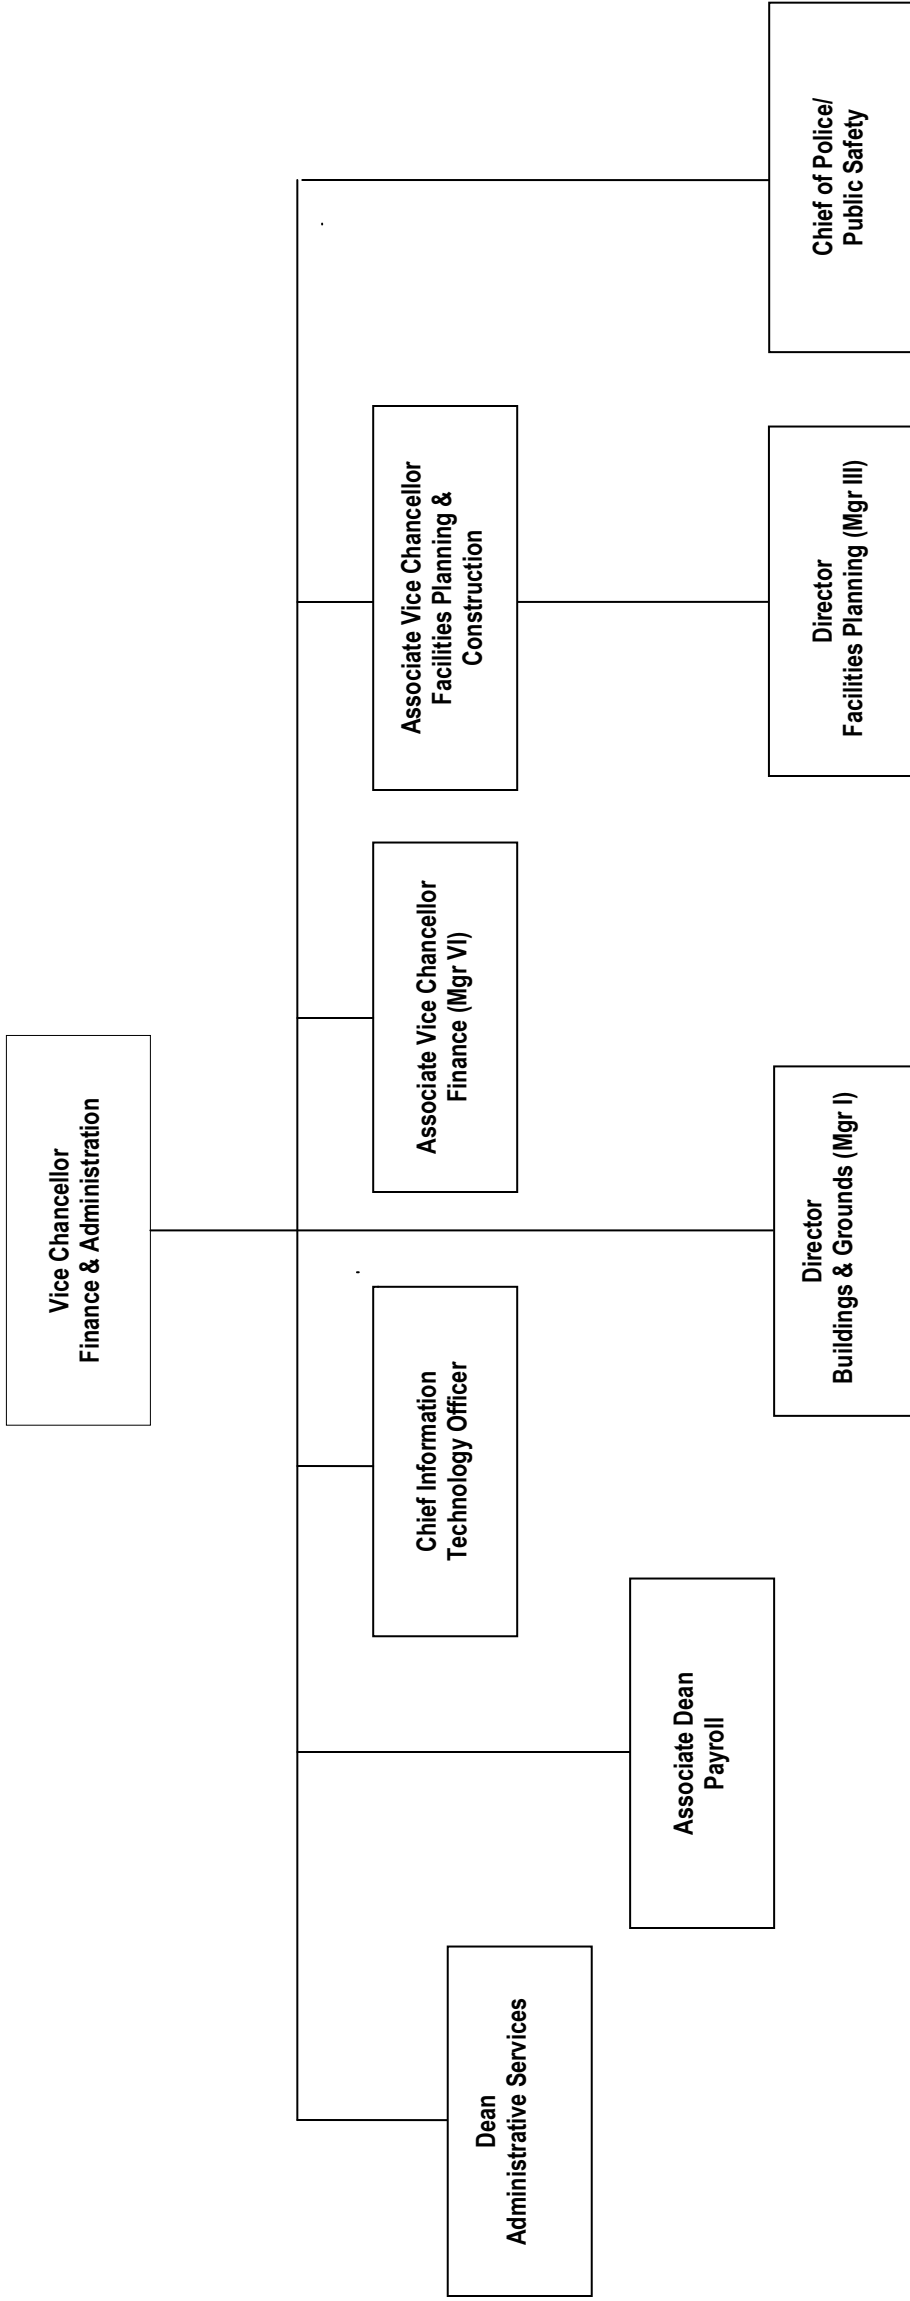 Vice Chancellor
Finance & Administration
Chief Information
Technology Officer
Associate Vice Chancellor
Finance (Mgr VI)
Associate Vice Chancellor
Facilities Planning &
Construction
Dean
Administrative Services
Associate Dean
Payroll
Director
Buildings & Grounds (Mgr I)
Director
Facilities Planning (Mgr III)
Chief of Police/
Public Safety